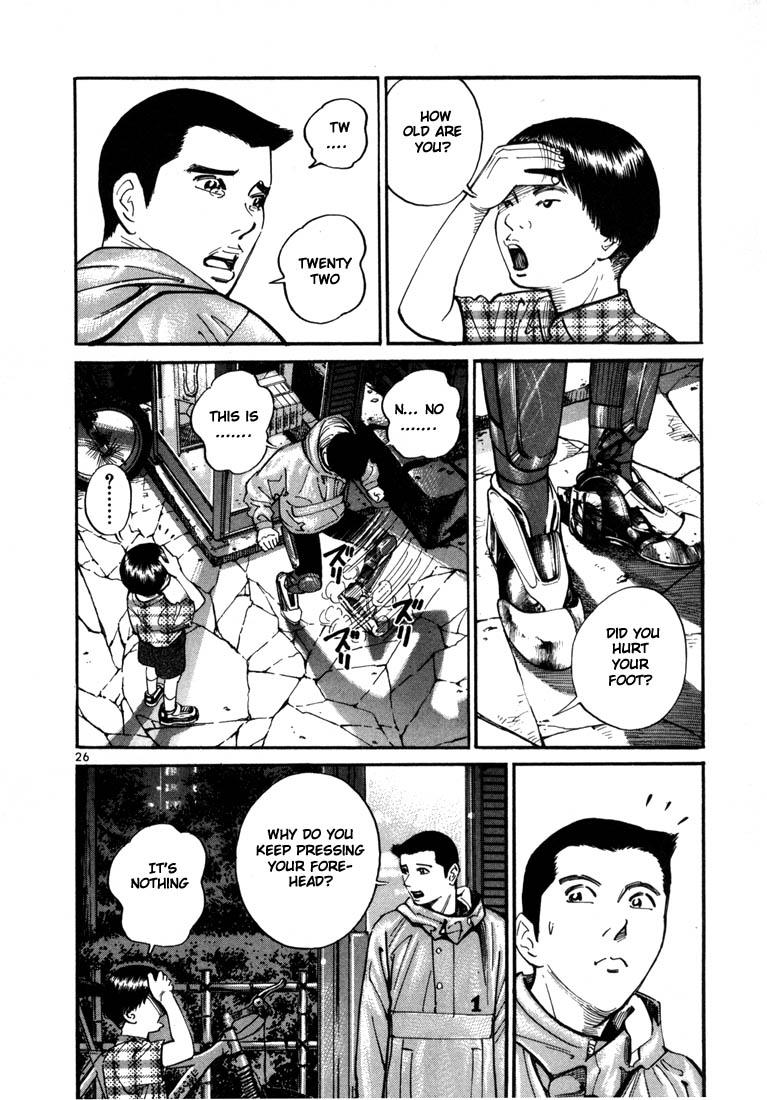 HOW
OLD ARE
YOU?
TW
....
TWENTY
TWO
DID YOU
HURT
YOUR
FOOT?
N... NO
.......
THIS IS
.......
?
......
ズ
ズリ
ズリ
26
WHY DO YOU
KEEP PRESSING
YOUR FORE-
HEAD?
1
IT'S
NOTHING